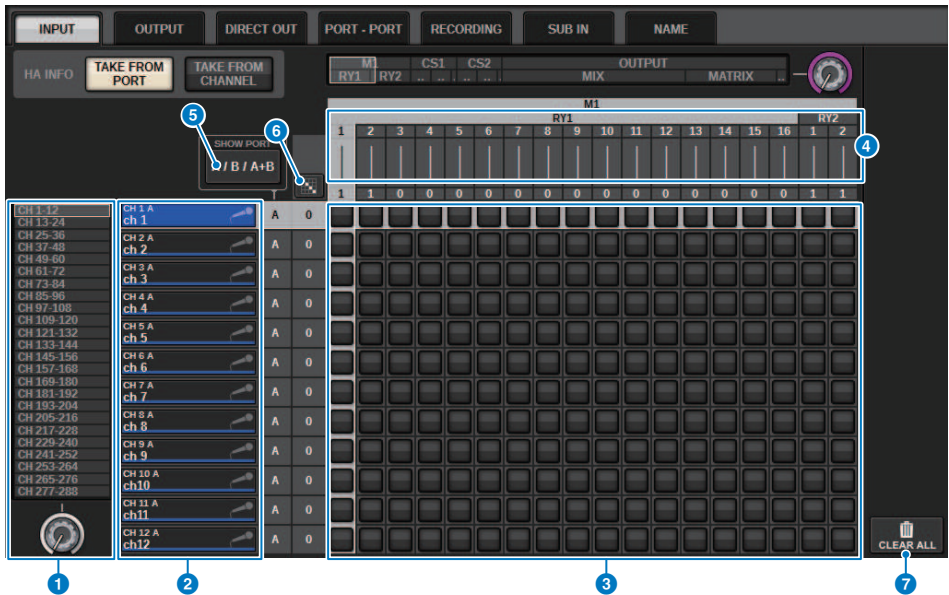 INPUT OUTPUT DIRECT OUT PORT - PORT RECORDING SUB IN NAME
HA INFO TAKE FROM PORT TAKE FROM CHANNEL
M1 CS1 CS2 OUTPUT
RY1 RY2 .. .. .. .. MIX MATRIX ..
M1
RY1 RY2
1 2 3 4 5 6 7 8 9 10 11 12 13 14 15 16 1 2
5 6 4
SHOW PORT
A / B / A+B
1 1 0 0 0 0 0 0 0 0 0 0 0 0 0 0 1 1
CH 1-12
CH 13-24
CH 25-36
CH 37-48
CH 49-60
CH 61-72
CH 73-84
CH 85-96
CH 97-108
CH 109-120
CH 121-132
CH 133-144
CH 145-156
CH 157-168
CH 169-180
CH 181-192
CH 193-204
CH 205-216
CH 217-228
CH 229-240
CH 241-252
CH 253-264
CH 265-276
CH 277-288
CH 1 A
ch 1 A 0
CH 2 A
ch 2 A 0
CH 3 A
ch 3 A 0
CH 4 A
ch 4 A 0
CH 5 A
ch 5 A 0
CH 6 A
ch 6 A 0
CH 7 A
ch 7 A 0
CH 8 A
ch 8 A 0
CH 9 A
ch 9 A 0
CH 10 A
ch10 A 0
CH 11 A
ch11 A 0
CH 12 A
ch12 A 0
CLEAR ALL
1 2 3 7